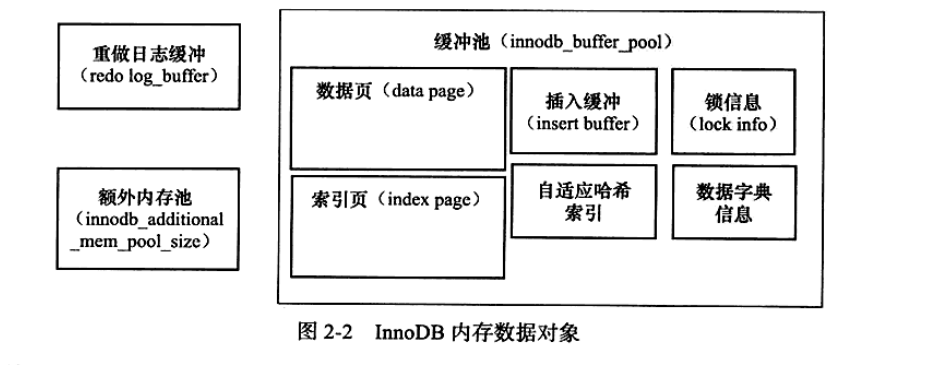 重做日志缓冲
（redo log_buffer）
额外内存池
（innodb_additional
_mem_pool_size）
缓冲池（innodb_buffer_pool）
数据页（data page）
插入缓冲
（insert buffer）
锁信息
（lock info）
索引页（index page）
自适应哈希
索引
数据字典
信息
图 2-2 InnoDB 内存数据对象